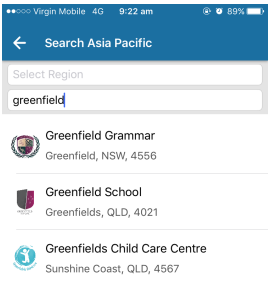 Virgin Mobile 4G 9:22 am 89%
Search Asia Pacific
Select Region
greenfield
Greenfield Grammar
Greenfield, NSW, 4556
Greenfield School
Greenfields, QLD, 4021
Greenfields Child Care Centre
Sunshine Coast, QLD, 4567